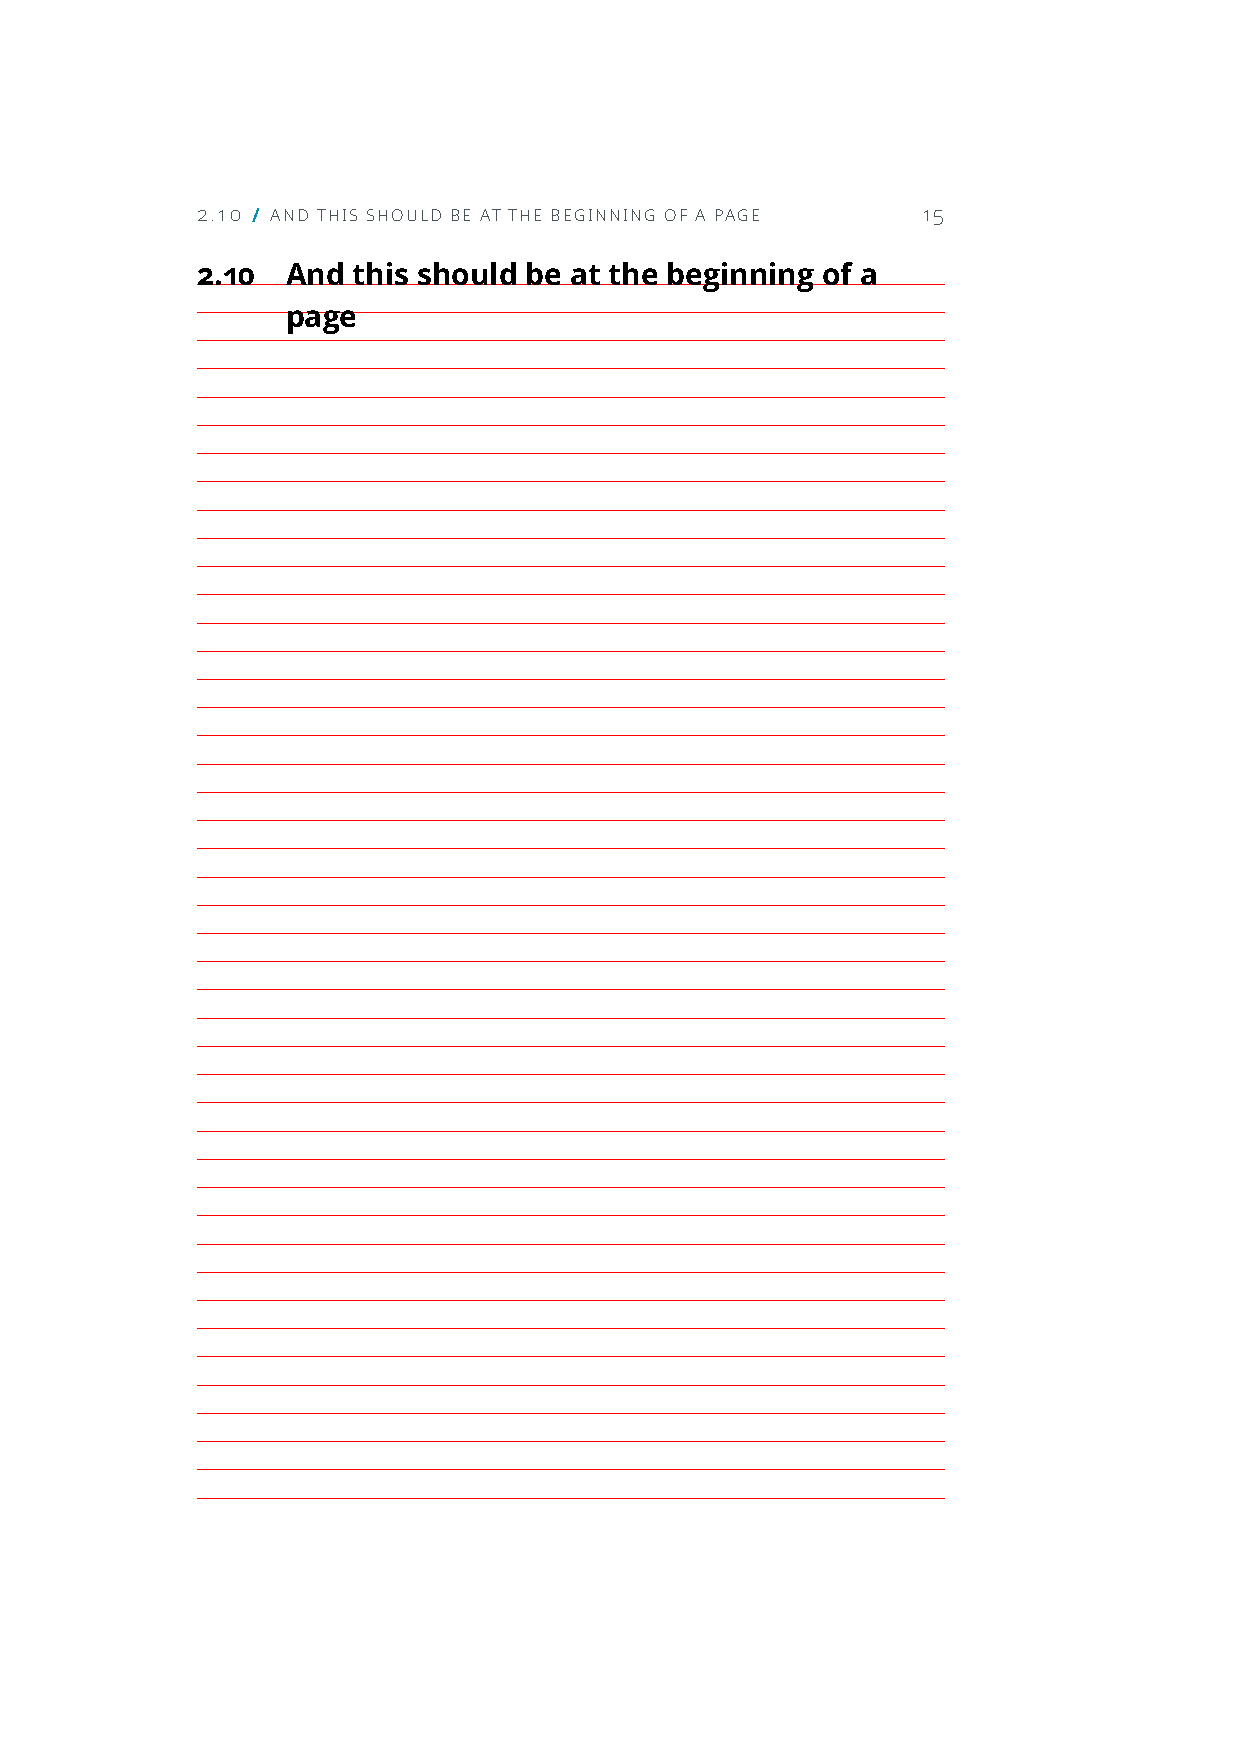 2.10 / AND THIS SHOULD BE AT THE BEGINNING OF A PAGE 15
2.10 And this should be at the beginning of a
page